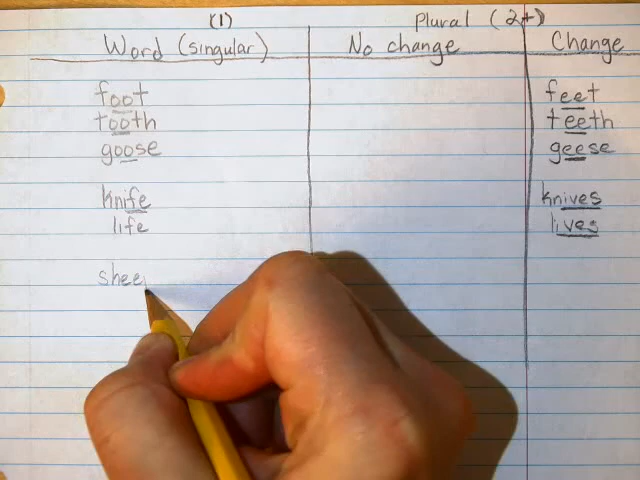 (1) Plural (2+)
Word (singular) No change Change
foot feet
tooth teeth
goose geese
knife knives
life lives
shee